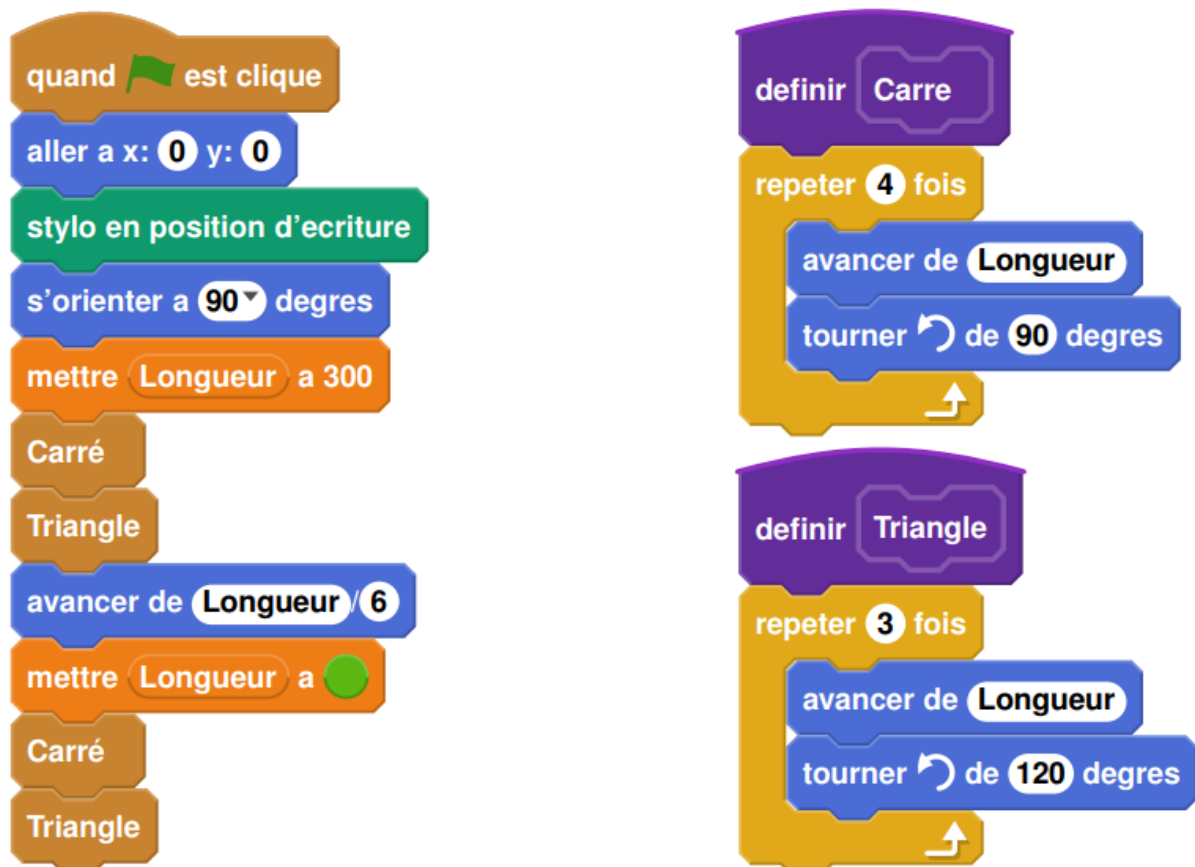 quand est clique
aller a x: 0 y: 0
stylo en position d'ecriture
s'orienter a 90 degres
mettre Longueur a 300
Carré
Triangle
avancer de Longueur/6
mettre Longueur a
Carré
Triangle
definir Carre
repeter 4 fois
avancer de Longueur
tourner de 90 degres
definir Triangle
repeter 3 fois
avancer de Longueur
tourner de 120 degres